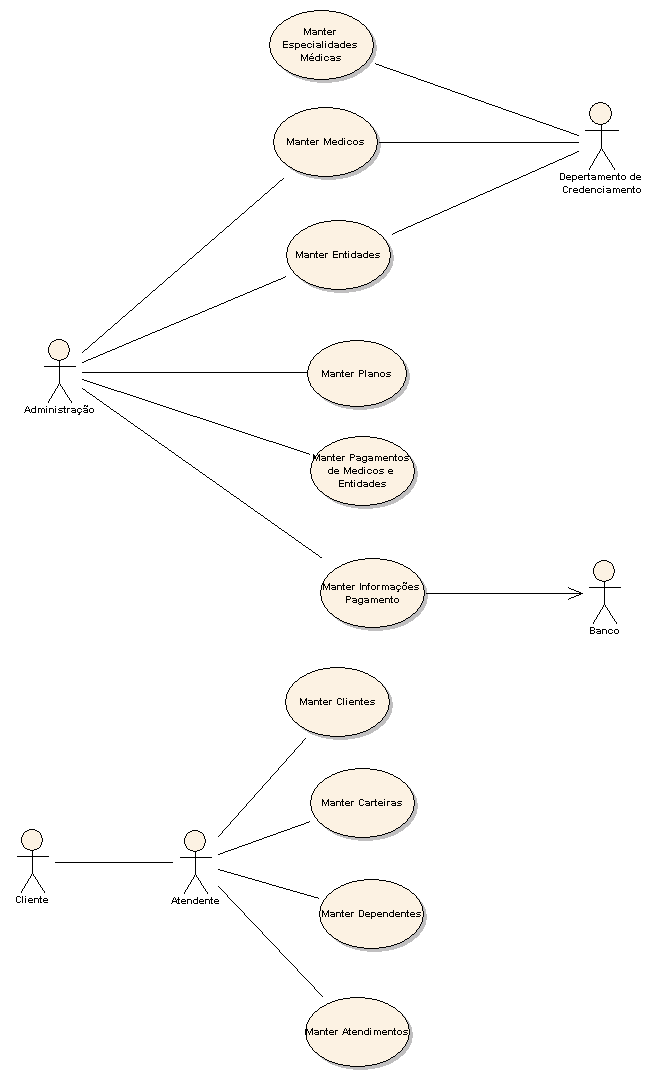 Manter
Especialidades
Médicas
Manter Medicos
Depertamento de
Credenciamento
Manter Entidades
Manter Planos
Administração
Manter Pagamentos
de Medicos e
Entidades
Manter Informações
Pagamento
Banco
Manter Clientes
Manter Carteiras
Cliente
Atendente
Manter Dependentes
Manter Atendimentos